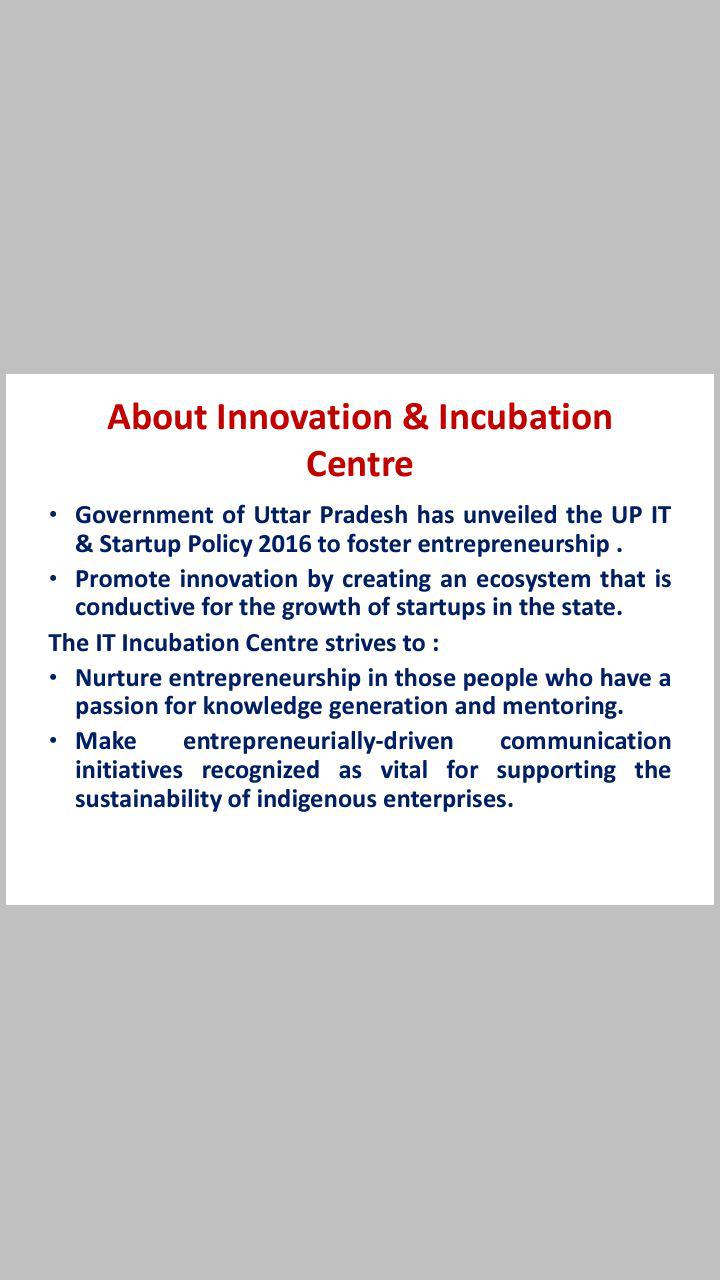 About Innovation & Incubation
Centre
• Government of Uttar Pradesh has unveiled the UP IT
& Startup Policy 2016 to foster entrepreneurship .
• Promote innovation by creating an ecosystem that is
conductive for the growth of startups in the state.
The IT Incubation Centre strives to :
• Nurture entrepreneurship in those people who have a
passion for knowledge generation and mentoring.
• Make entrepreneurially-driven communication
initiatives recognized as vital for supporting the
sustainability of indigenous enterprises.